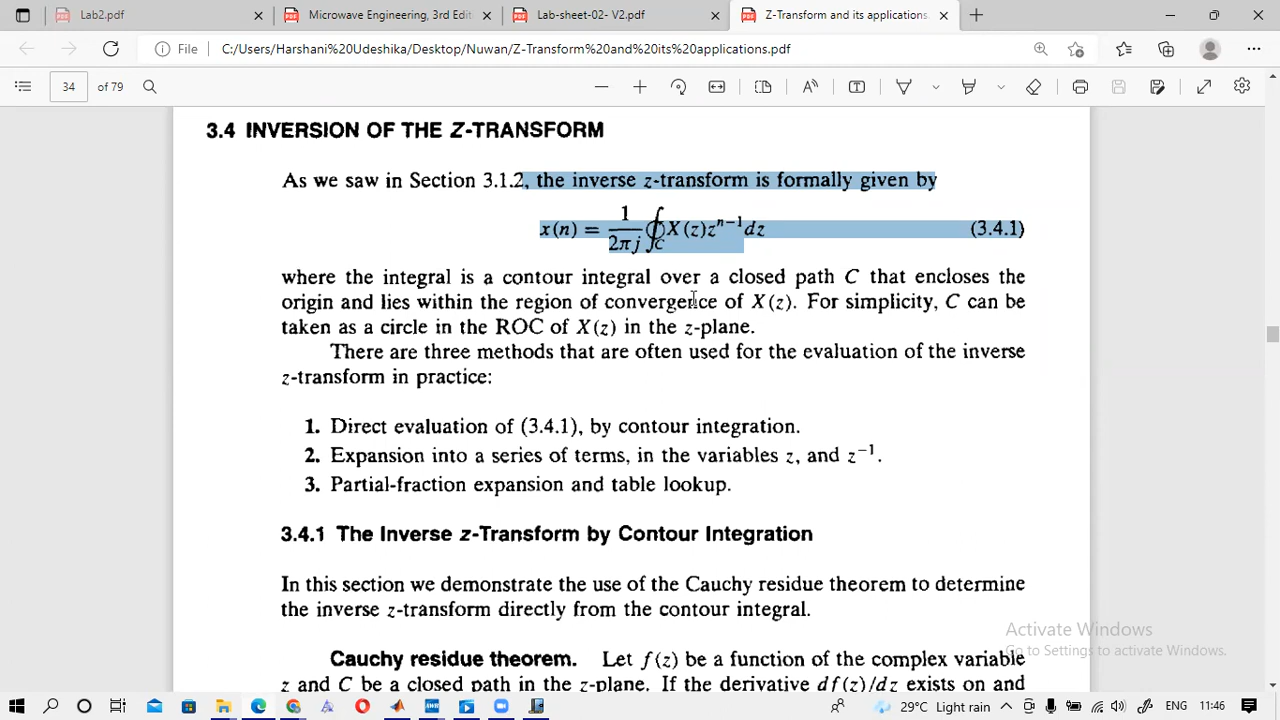 Lab2.pdf
Microwave Engineering, 3rd Edit
Lab-sheet-02- V2.pdf
Z-Transform and its applications.
File C:/Users/Harshani%20Udeshika/Desktop/Nuwan/Z-Transform%20and%20its%20applications.pdf
34 of 79
3.4 INVERSION OF THE Z-TRANSFORM
As we saw in Section 3.1.2, the inverse z-transform is formally given by
x(n) = 1/2πj ∮C X(z)z^{n−1}dz (3.4.1)
where the integral is a contour integral over a closed path C that encloses the
origin and lies within the region of convergence of X(z). For simplicity, C can be
taken as a circle in the ROC of X(z) in the z-plane.
There are three methods that are often used for the evaluation of the inverse
z-transform in practice:
1. Direct evaluation of (3.4.1), by contour integration.
2. Expansion into a series of terms, in the variables z, and z^{−1}.
3. Partial-fraction expansion and table lookup.
3.4.1 The Inverse z-Transform by Contour Integration
In this section we demonstrate the use of the Cauchy residue theorem to determine
the inverse z-transform directly from the contour integral.
Cauchy residue theorem. Let f(z) be a function of the complex variable
z and C be a closed path in the z-plane. If the derivative df(z)/dz exists on and
Activate Windows
Go to Settings to activate Windows.
29°C Light rain ENG 11:46